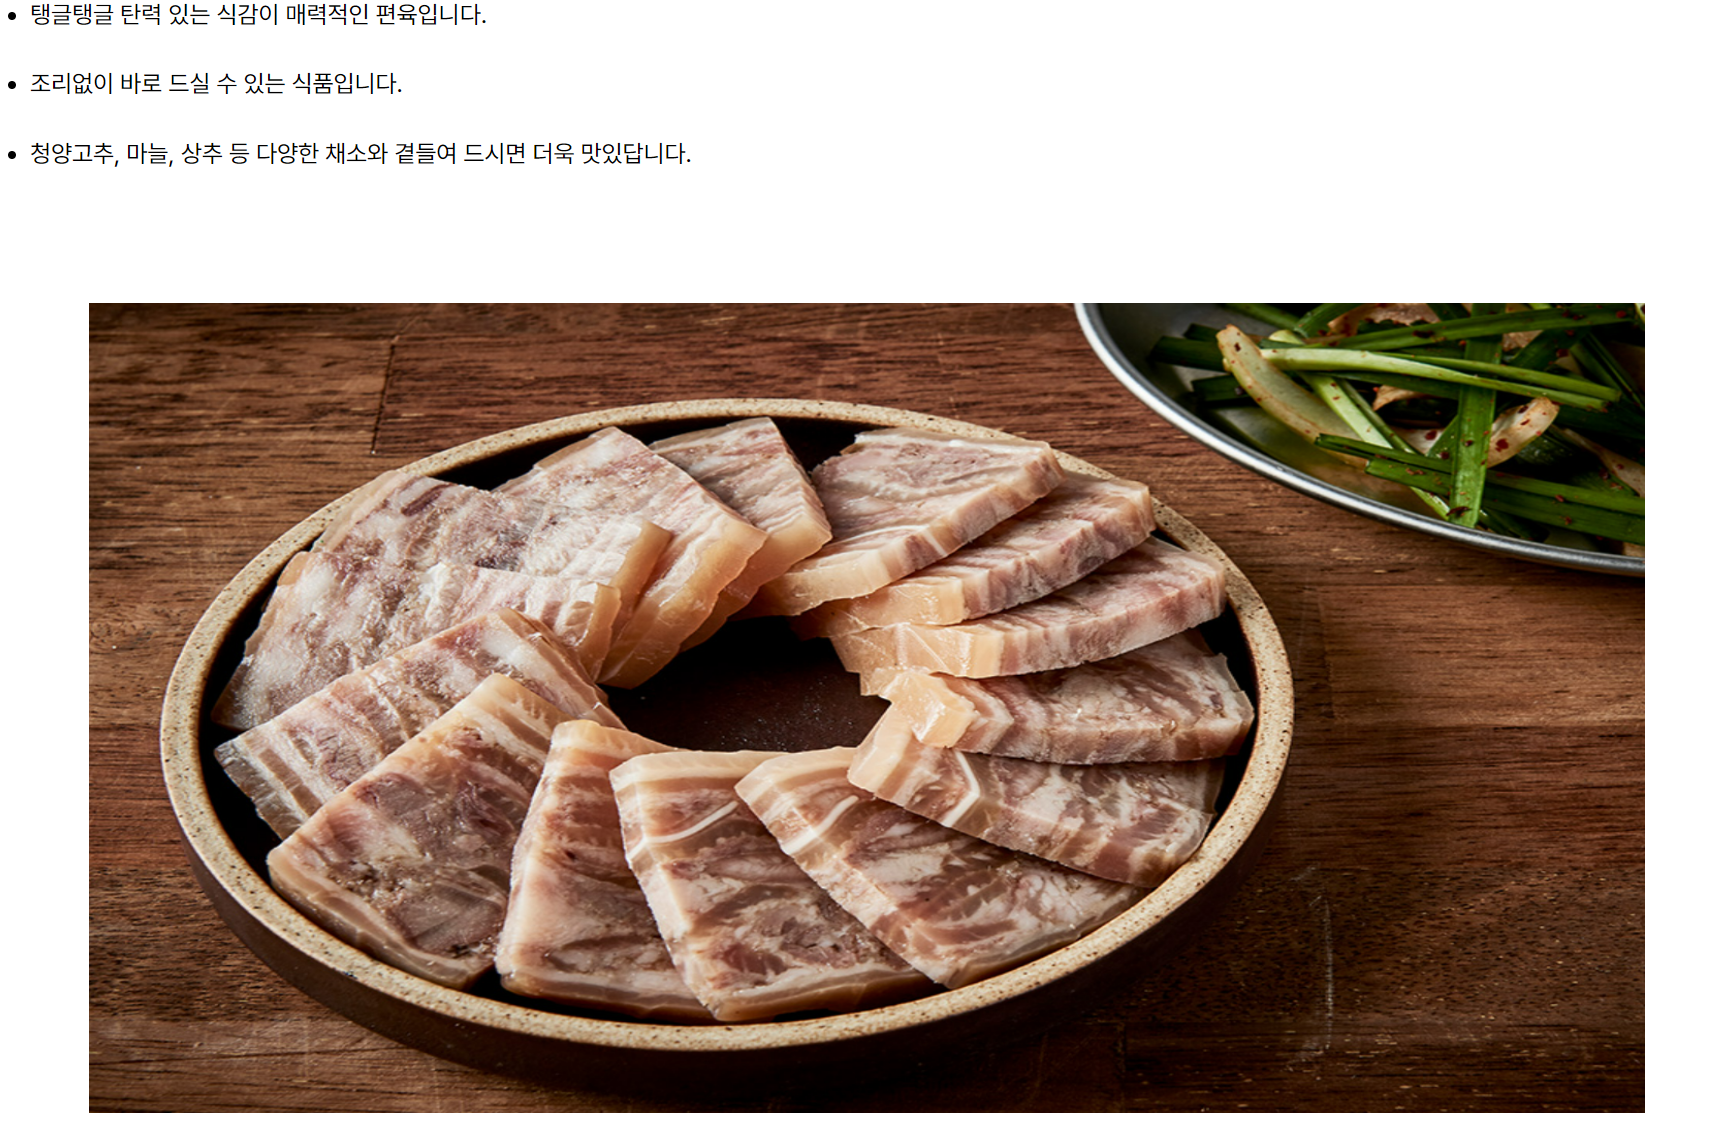 탱글탱글 탄력 있는 식감이 매력적인 편육입니다.
조리없이 바로 드실 수 있는 식품입니다.
청양고추, 마늘, 상추 등 다양한 채소와 곁들여 드시면 더욱 맛있답니다.